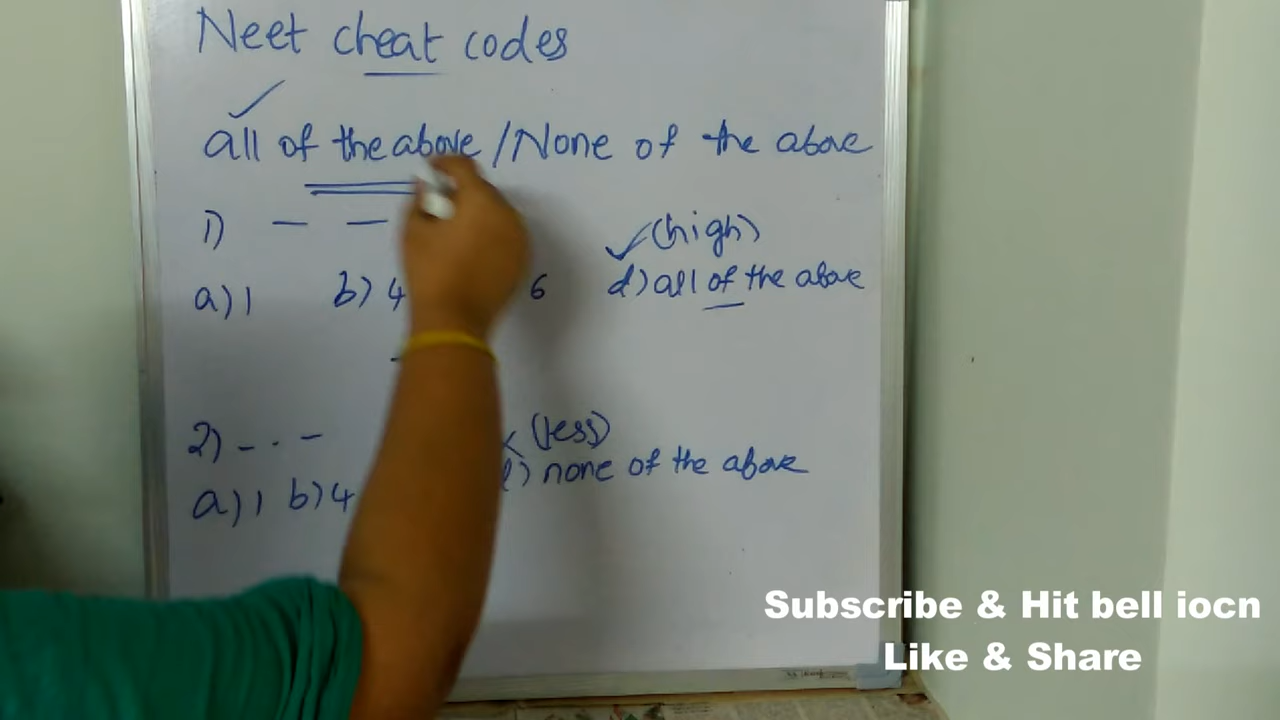 Neet cheat codes
all of the above / None of the above
1) — —
(high)
a) 1 b) 4 6 d) all of the above
2) - . -
(less)
a) 1 b) 4 none of the above
Subscribe & Hit bell iocn
Like & Share